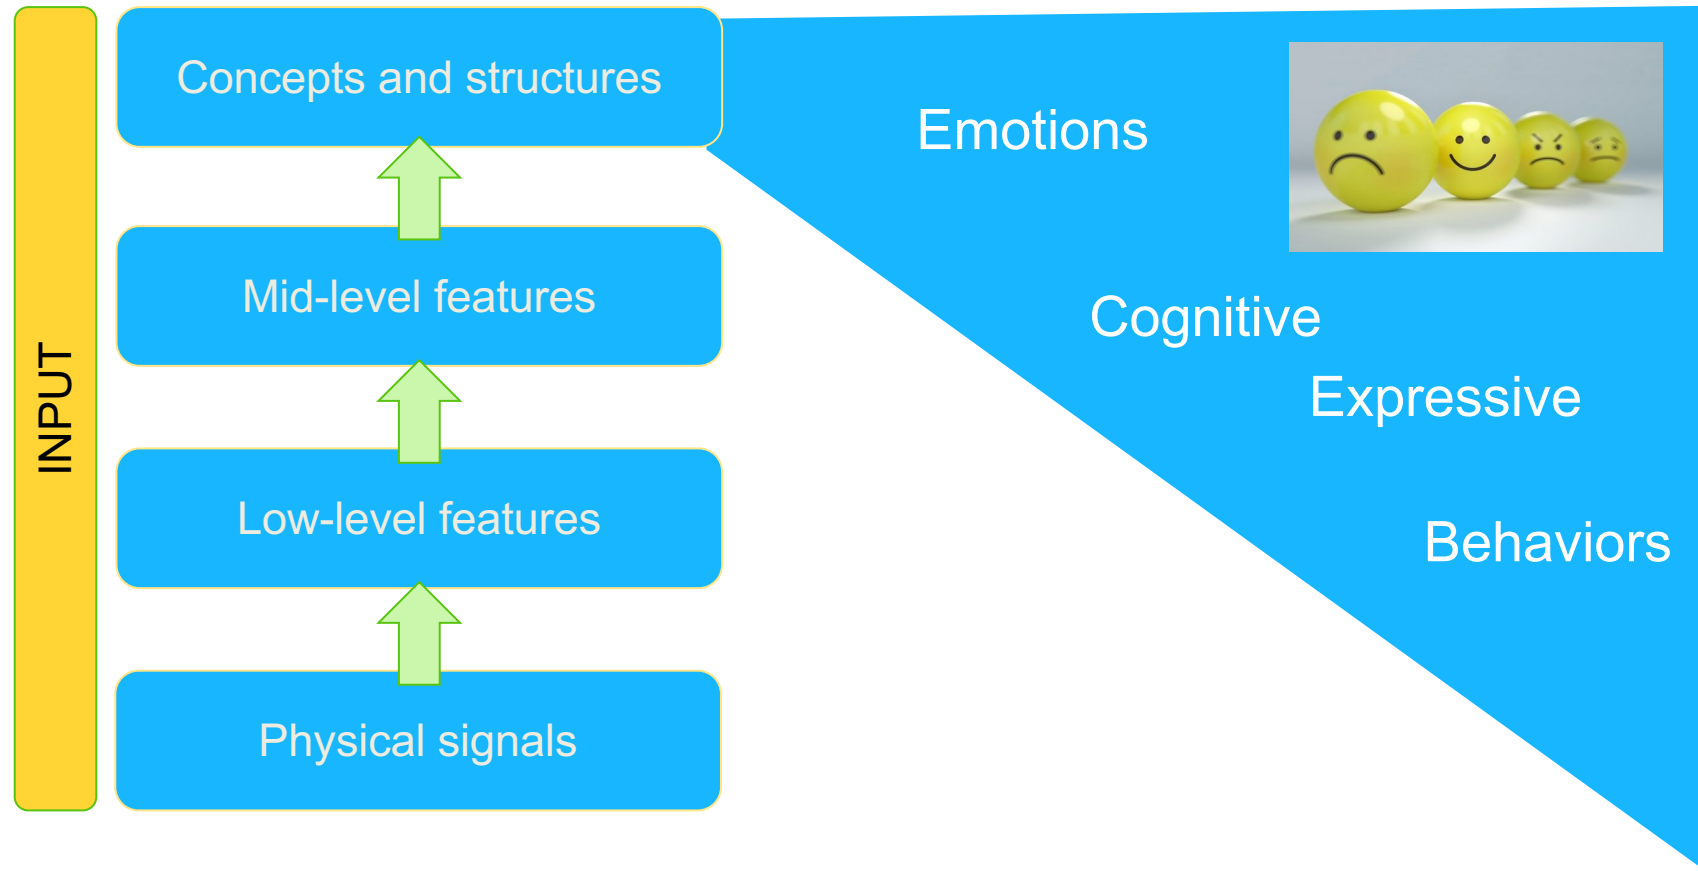 INPUT
Concepts and structures
Mid-level features
Low-level features
Physical signals
Emotions
Cognitive
Expressive
Behaviors